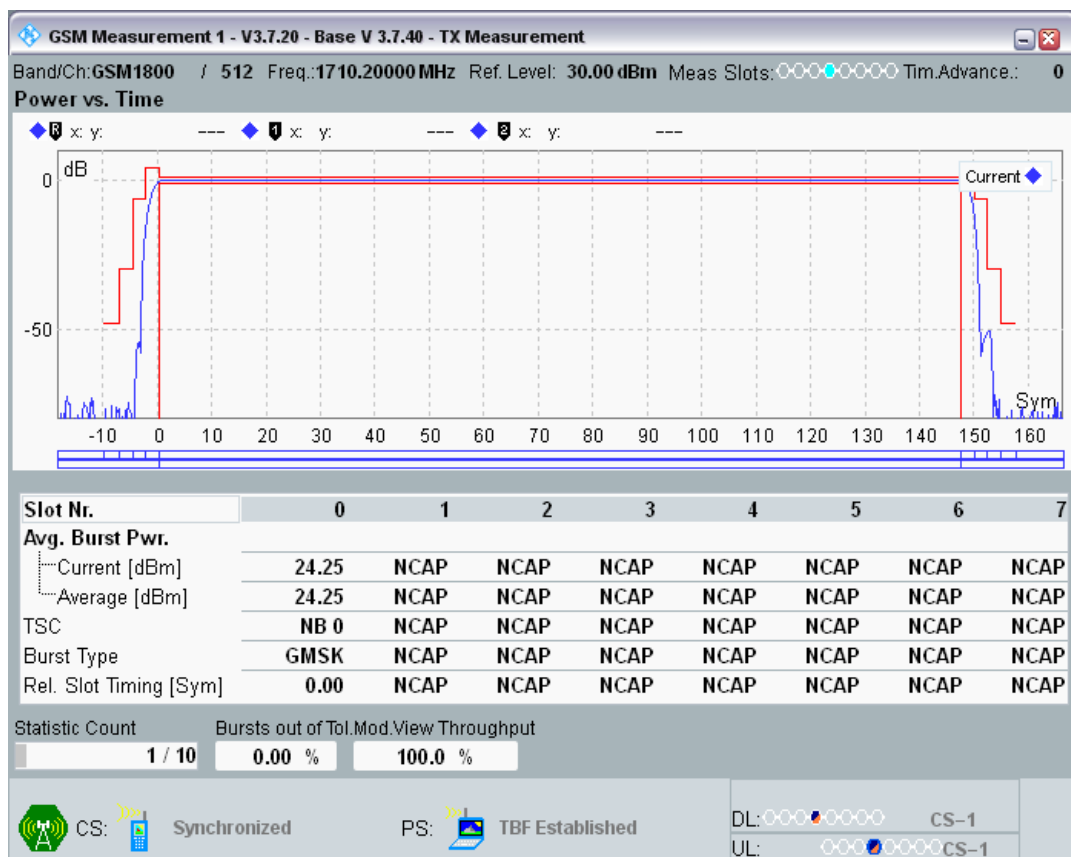 GSM Measurement 1 - V3.7.20 - Base V 3.7.40 - TX Measurement
Band/Ch:GSM1800 / 512 Freq.:1710.20000 MHz Ref. Level: 30.00 dBm Meas Slots: Tim.Advance.: 0
Power vs. Time
R x: y: --- 1 x: y: --- 2 x: y: ---
dB
Current
0
-50
Sym
-10 0 10 20 30 40 50 60 70 80 90 100 110 120 130 140 150 160
Slot Nr. 0 1 2 3 4 5 6 7
Avg. Burst Pwr.
Current [dBm] 24.25 NCAP NCAP NCAP NCAP NCAP NCAP NCAP
Average [dBm] 24.25 NCAP NCAP NCAP NCAP NCAP NCAP NCAP
TSC NB 0 NCAP NCAP NCAP NCAP NCAP NCAP NCAP
Burst Type GMSK NCAP NCAP NCAP NCAP NCAP NCAP NCAP
Rel. Slot Timing [Sym] 0.00 NCAP NCAP NCAP NCAP NCAP NCAP NCAP
Statistic Count Bursts out of Tol.Mod.View Throughput
1 / 10 0.00 % 100.0 %
CS: Synchronized PS: TBF Established
DL: CS-1
UL: CS-1